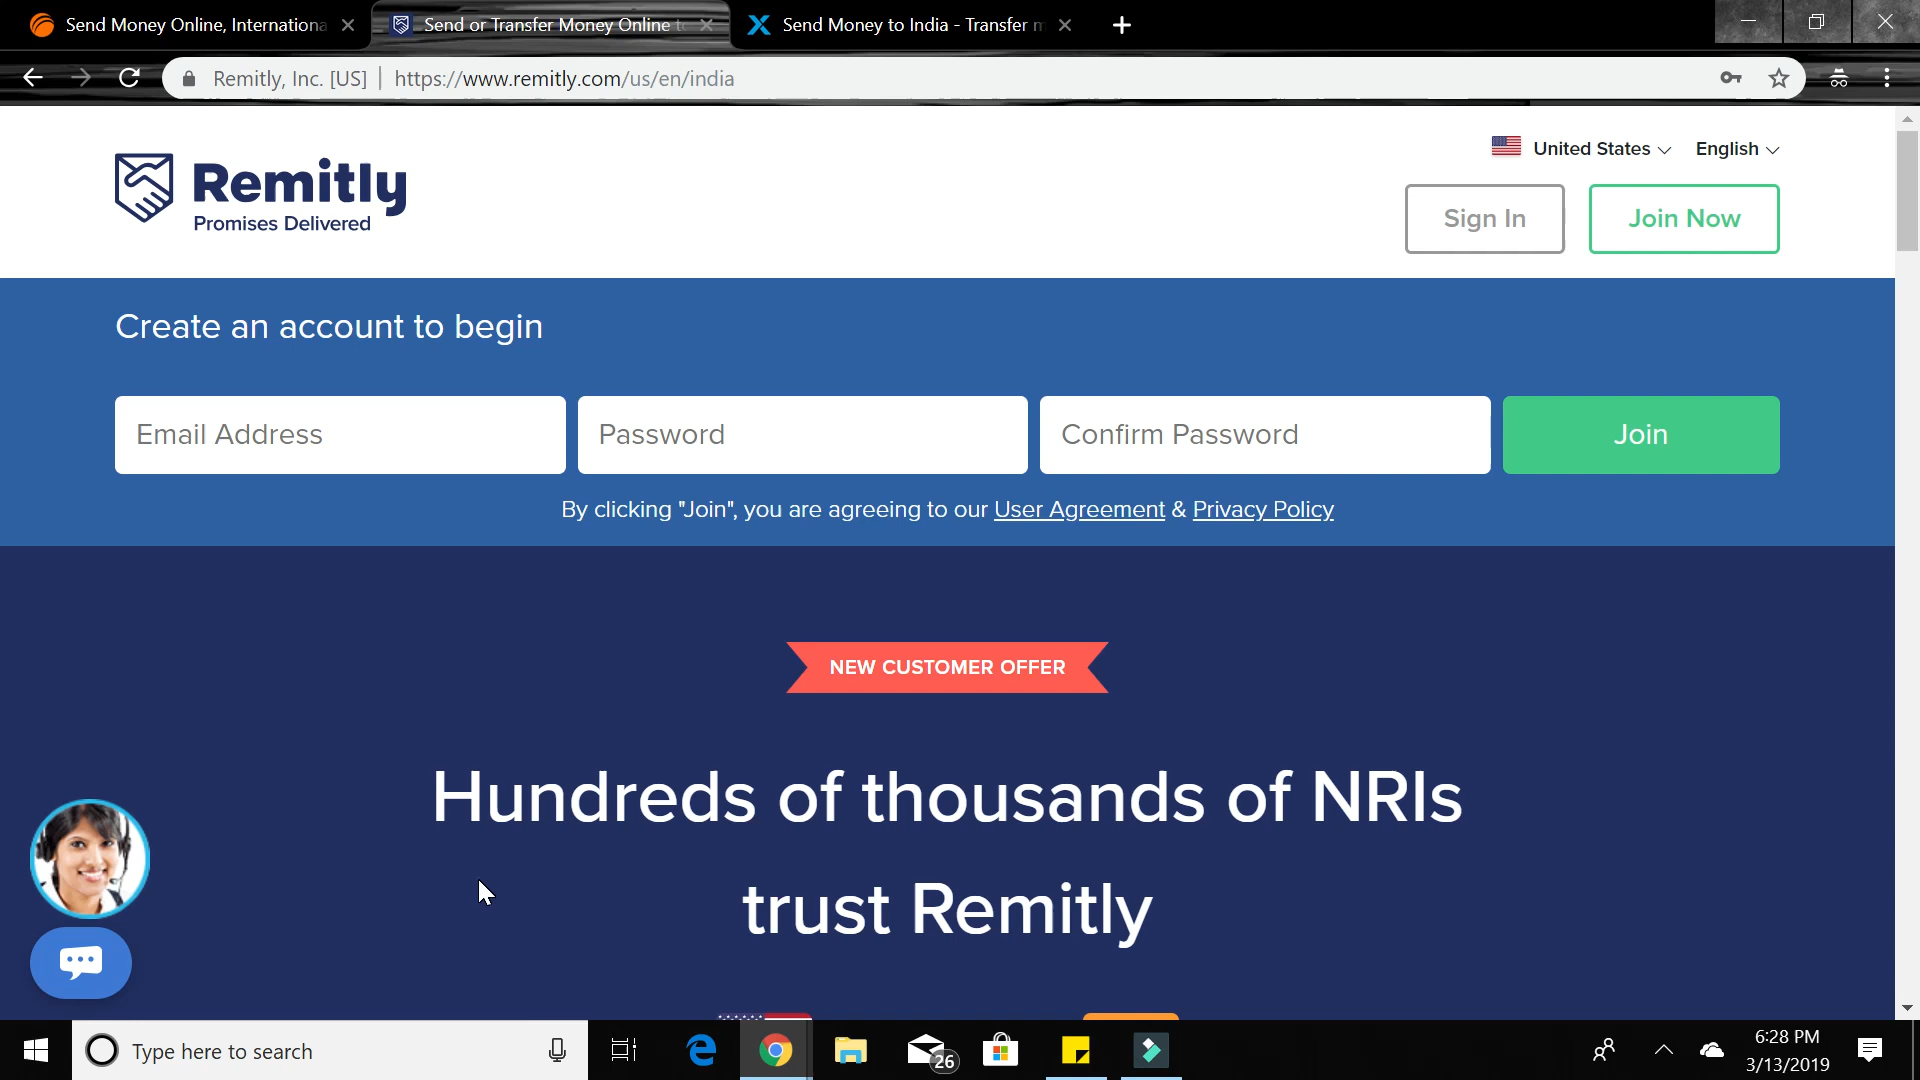 Send Money Online, Internationa
Send or Transfer Money Online t
Send Money to India - Transfer m
Remitly, Inc. [US] | https://www.remitly.com/us/en/india
United States
English
Remitly
Promises Delivered
Sign In
Join Now
Create an account to begin
Email Address
Password
Confirm Password
Join
By clicking "Join", you are agreeing to our User Agreement & Privacy Policy
NEW CUSTOMER OFFER
Hundreds of thousands of NRIs
trust Remitly
Type here to search
26
6:28 PM
3/13/2019